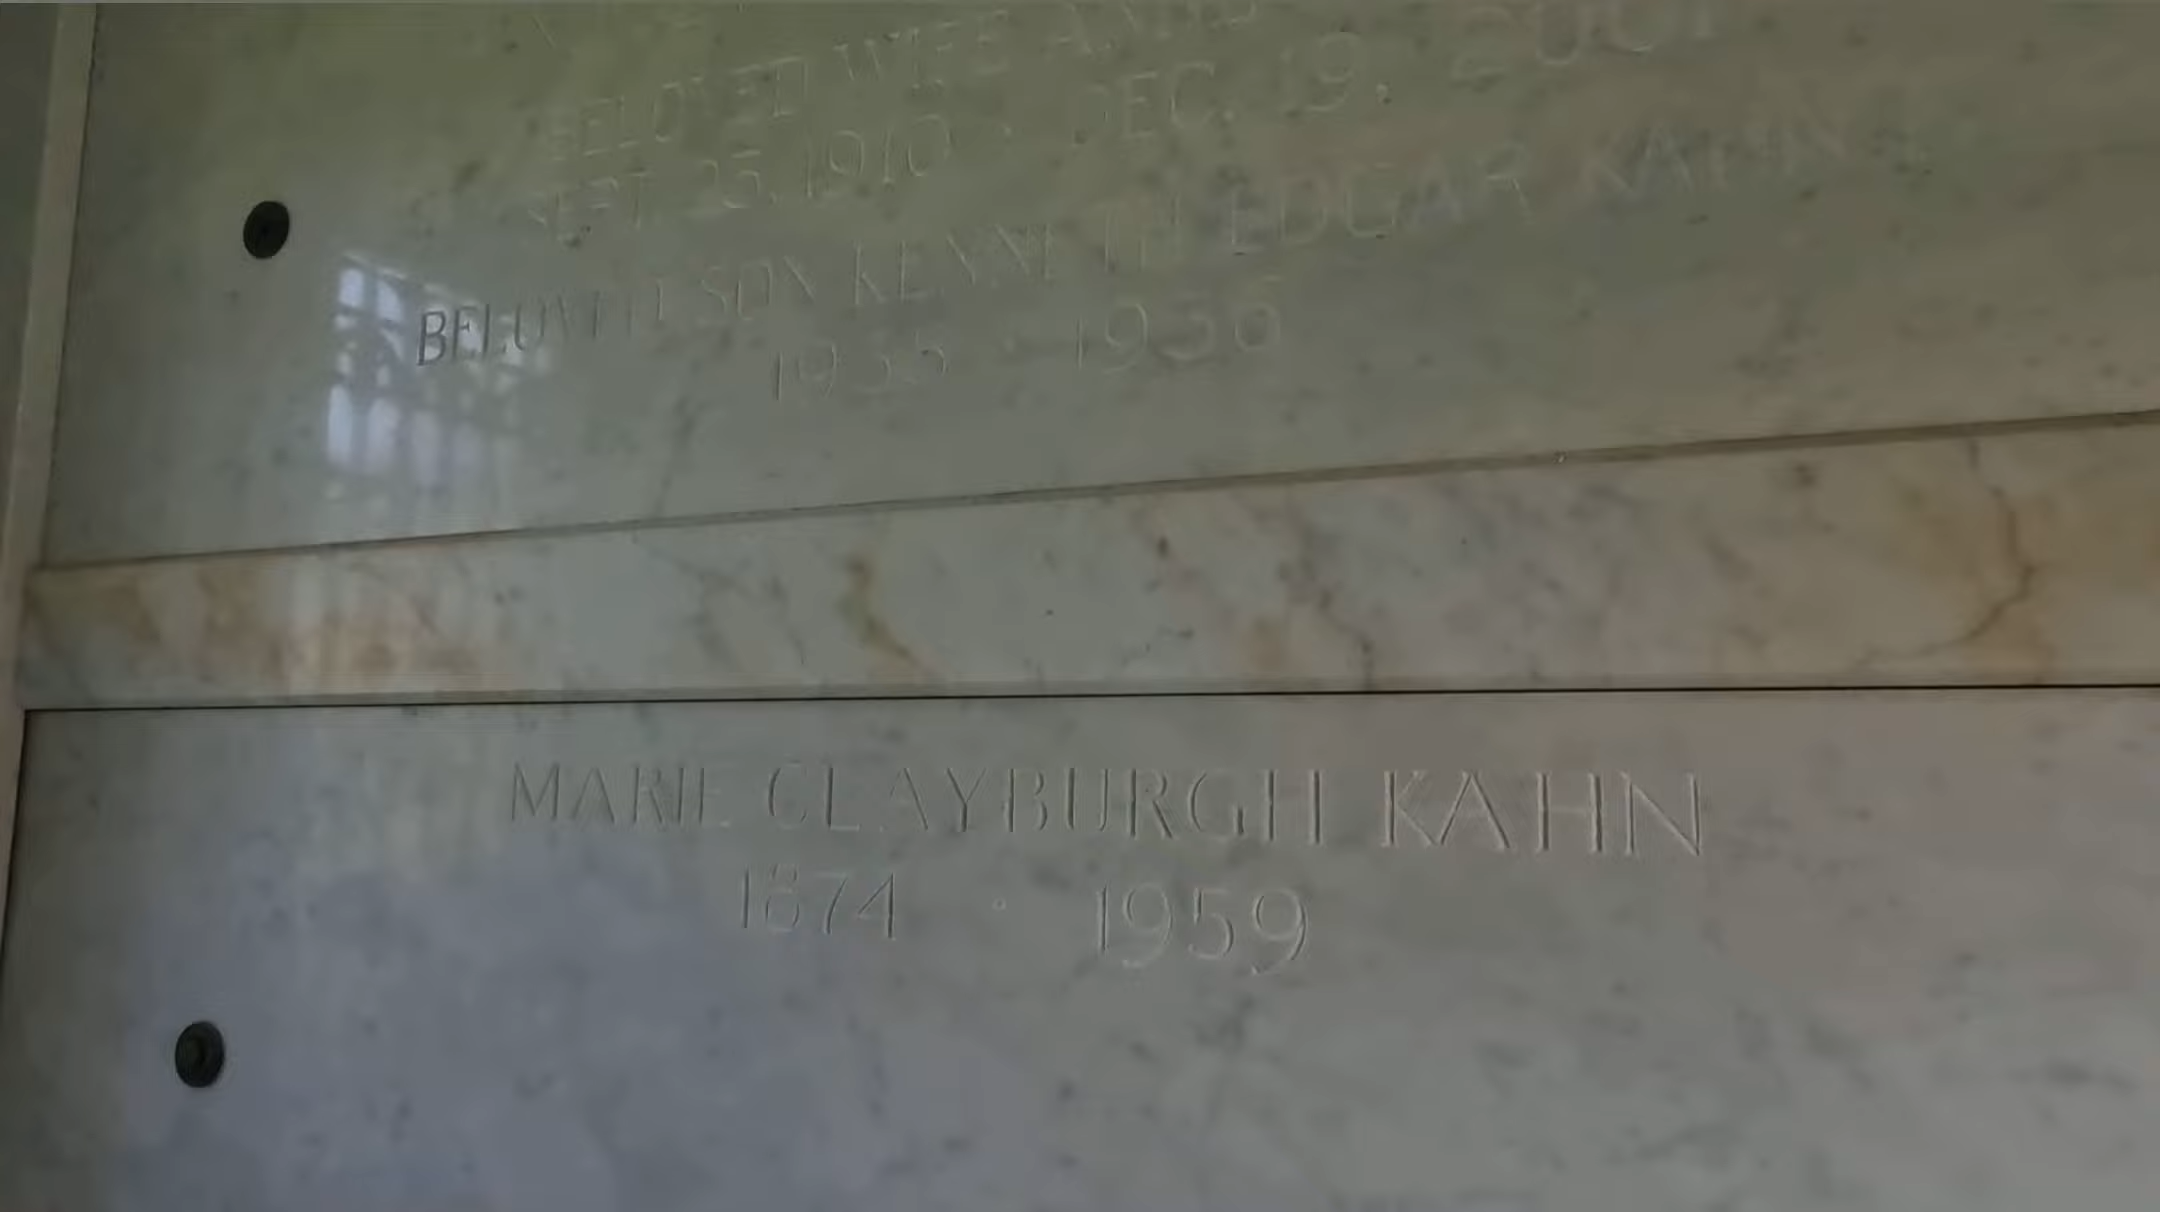 BELOVED WIFE AND
SEPT. 25, 1910 · DEC. 19, 2001
BELOVED SON KENNETH EDGAR KAHN
1935 · 1936
MARIE CLAYBURGH KAHN
1874 · 1959